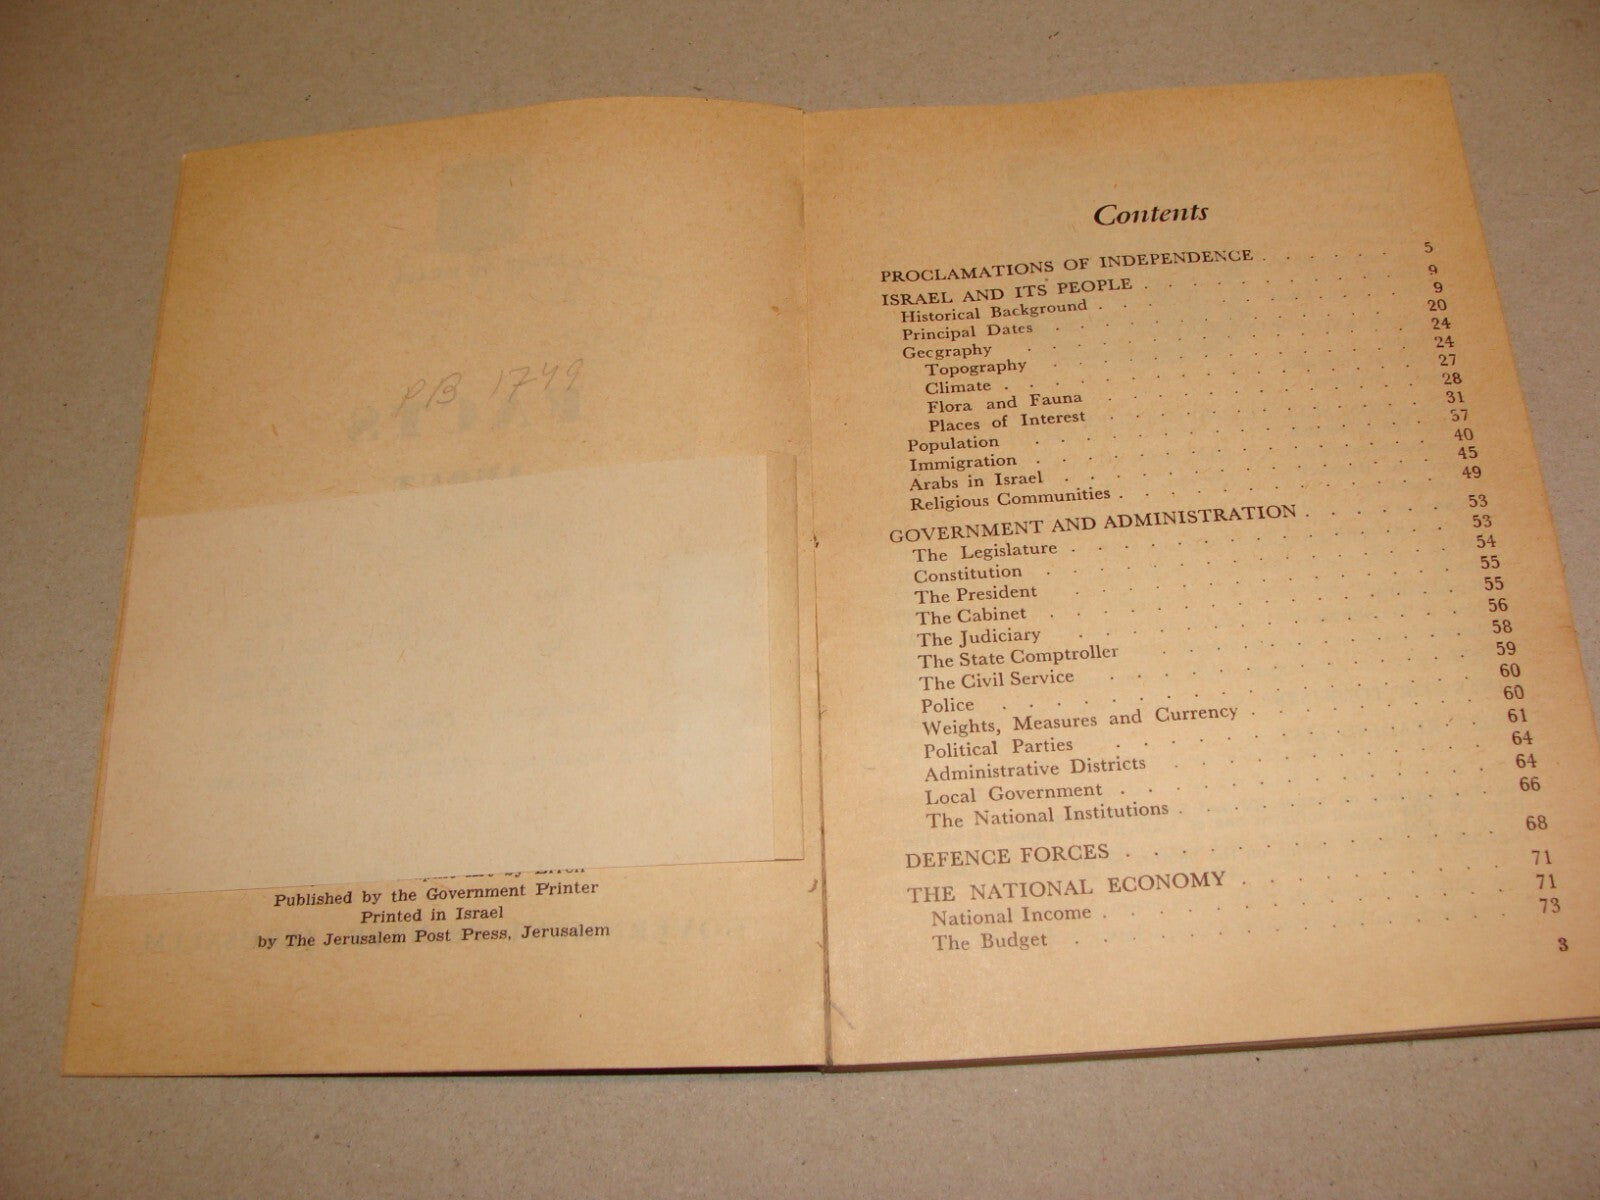 PB 1749
by Erroll
Published by the Government Printer
Printed in Israel
by The Jerusalem Post Press, Jerusalem
Contents
PROCLAMATIONS OF INDEPENDENCE . . . . . . 5
ISRAEL AND ITS PEOPLE . . . . . . . . . . 9
Historical Background . . . . . . . . . . 9
Principal Dates . . . . . . . . . . 20
Gecgraphy . . . . . . . . . . 24
Topography . . . . . . . . . . 24
Climate . . . . . . . . . . 27
Flora and Fauna . . . . . . . . . . 28
Places of Interest . . . . . . . . . . 31
Population . . . . . . . . . . 37
Immigration . . . . . . . . . . 40
Arabs in Israel . . . . . . . . . . 45
Religious Communities . . . . . . . . . . 49
GOVERNMENT AND ADMINISTRATION . . . . . . 53
The Legislature . . . . . . . . . . 53
Constitution . . . . . . . . . . 54
The President . . . . . . . . . . 55
The Cabinet . . . . . . . . . . 55
The Judiciary . . . . . . . . . . 56
The State Comptroller . . . . . . . . . . 58
The Civil Service . . . . . . . . . . 59
Police . . . . . . . . . . 60
Weights, Measures and Currency . . . . . . . . 60
Political Parties . . . . . . . . . . 61
Administrative Districts . . . . . . . . . . 64
Local Government . . . . . . . . . . 64
The National Institutions . . . . . . . . . . 66
DEFENCE FORCES . . . . . . . . . . 68
THE NATIONAL ECONOMY . . . . . . . . . . 71
National Income . . . . . . . . . . 71
The Budget . . . . . . . . . . 73
3